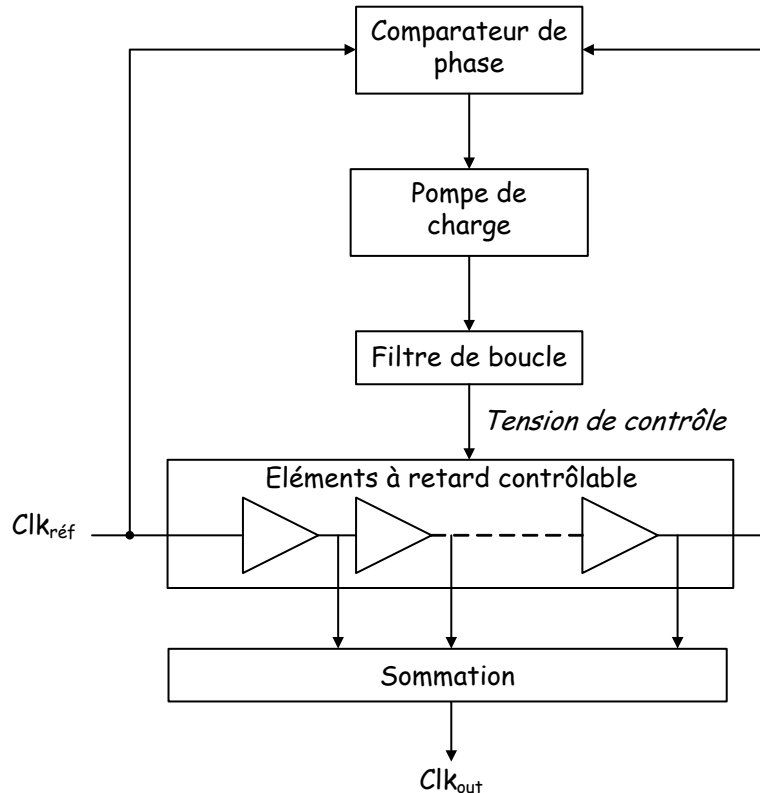 Comparateur de
phase
Pompe de
charge
Filtre de boucle
Tension de contrôle
Eléments à retard contrôlable
Clkréf
Sommation
Clkout